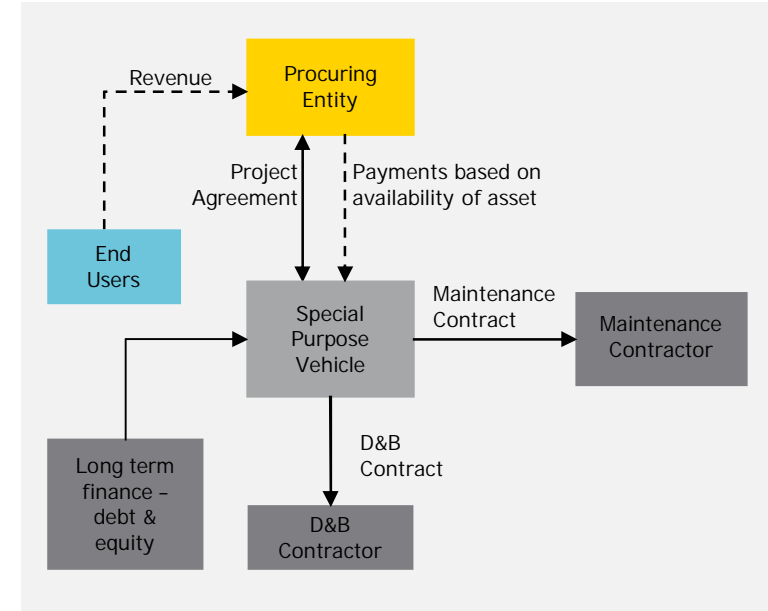 Revenue
Procuring
Entity
Project
Agreement
Payments based on
availability of asset
End
Users
Special
Purpose
Vehicle
Maintenance
Contract
Maintenance
Contractor
Long term
finance –
debt &
equity
D&B
Contract
D&B
Contractor